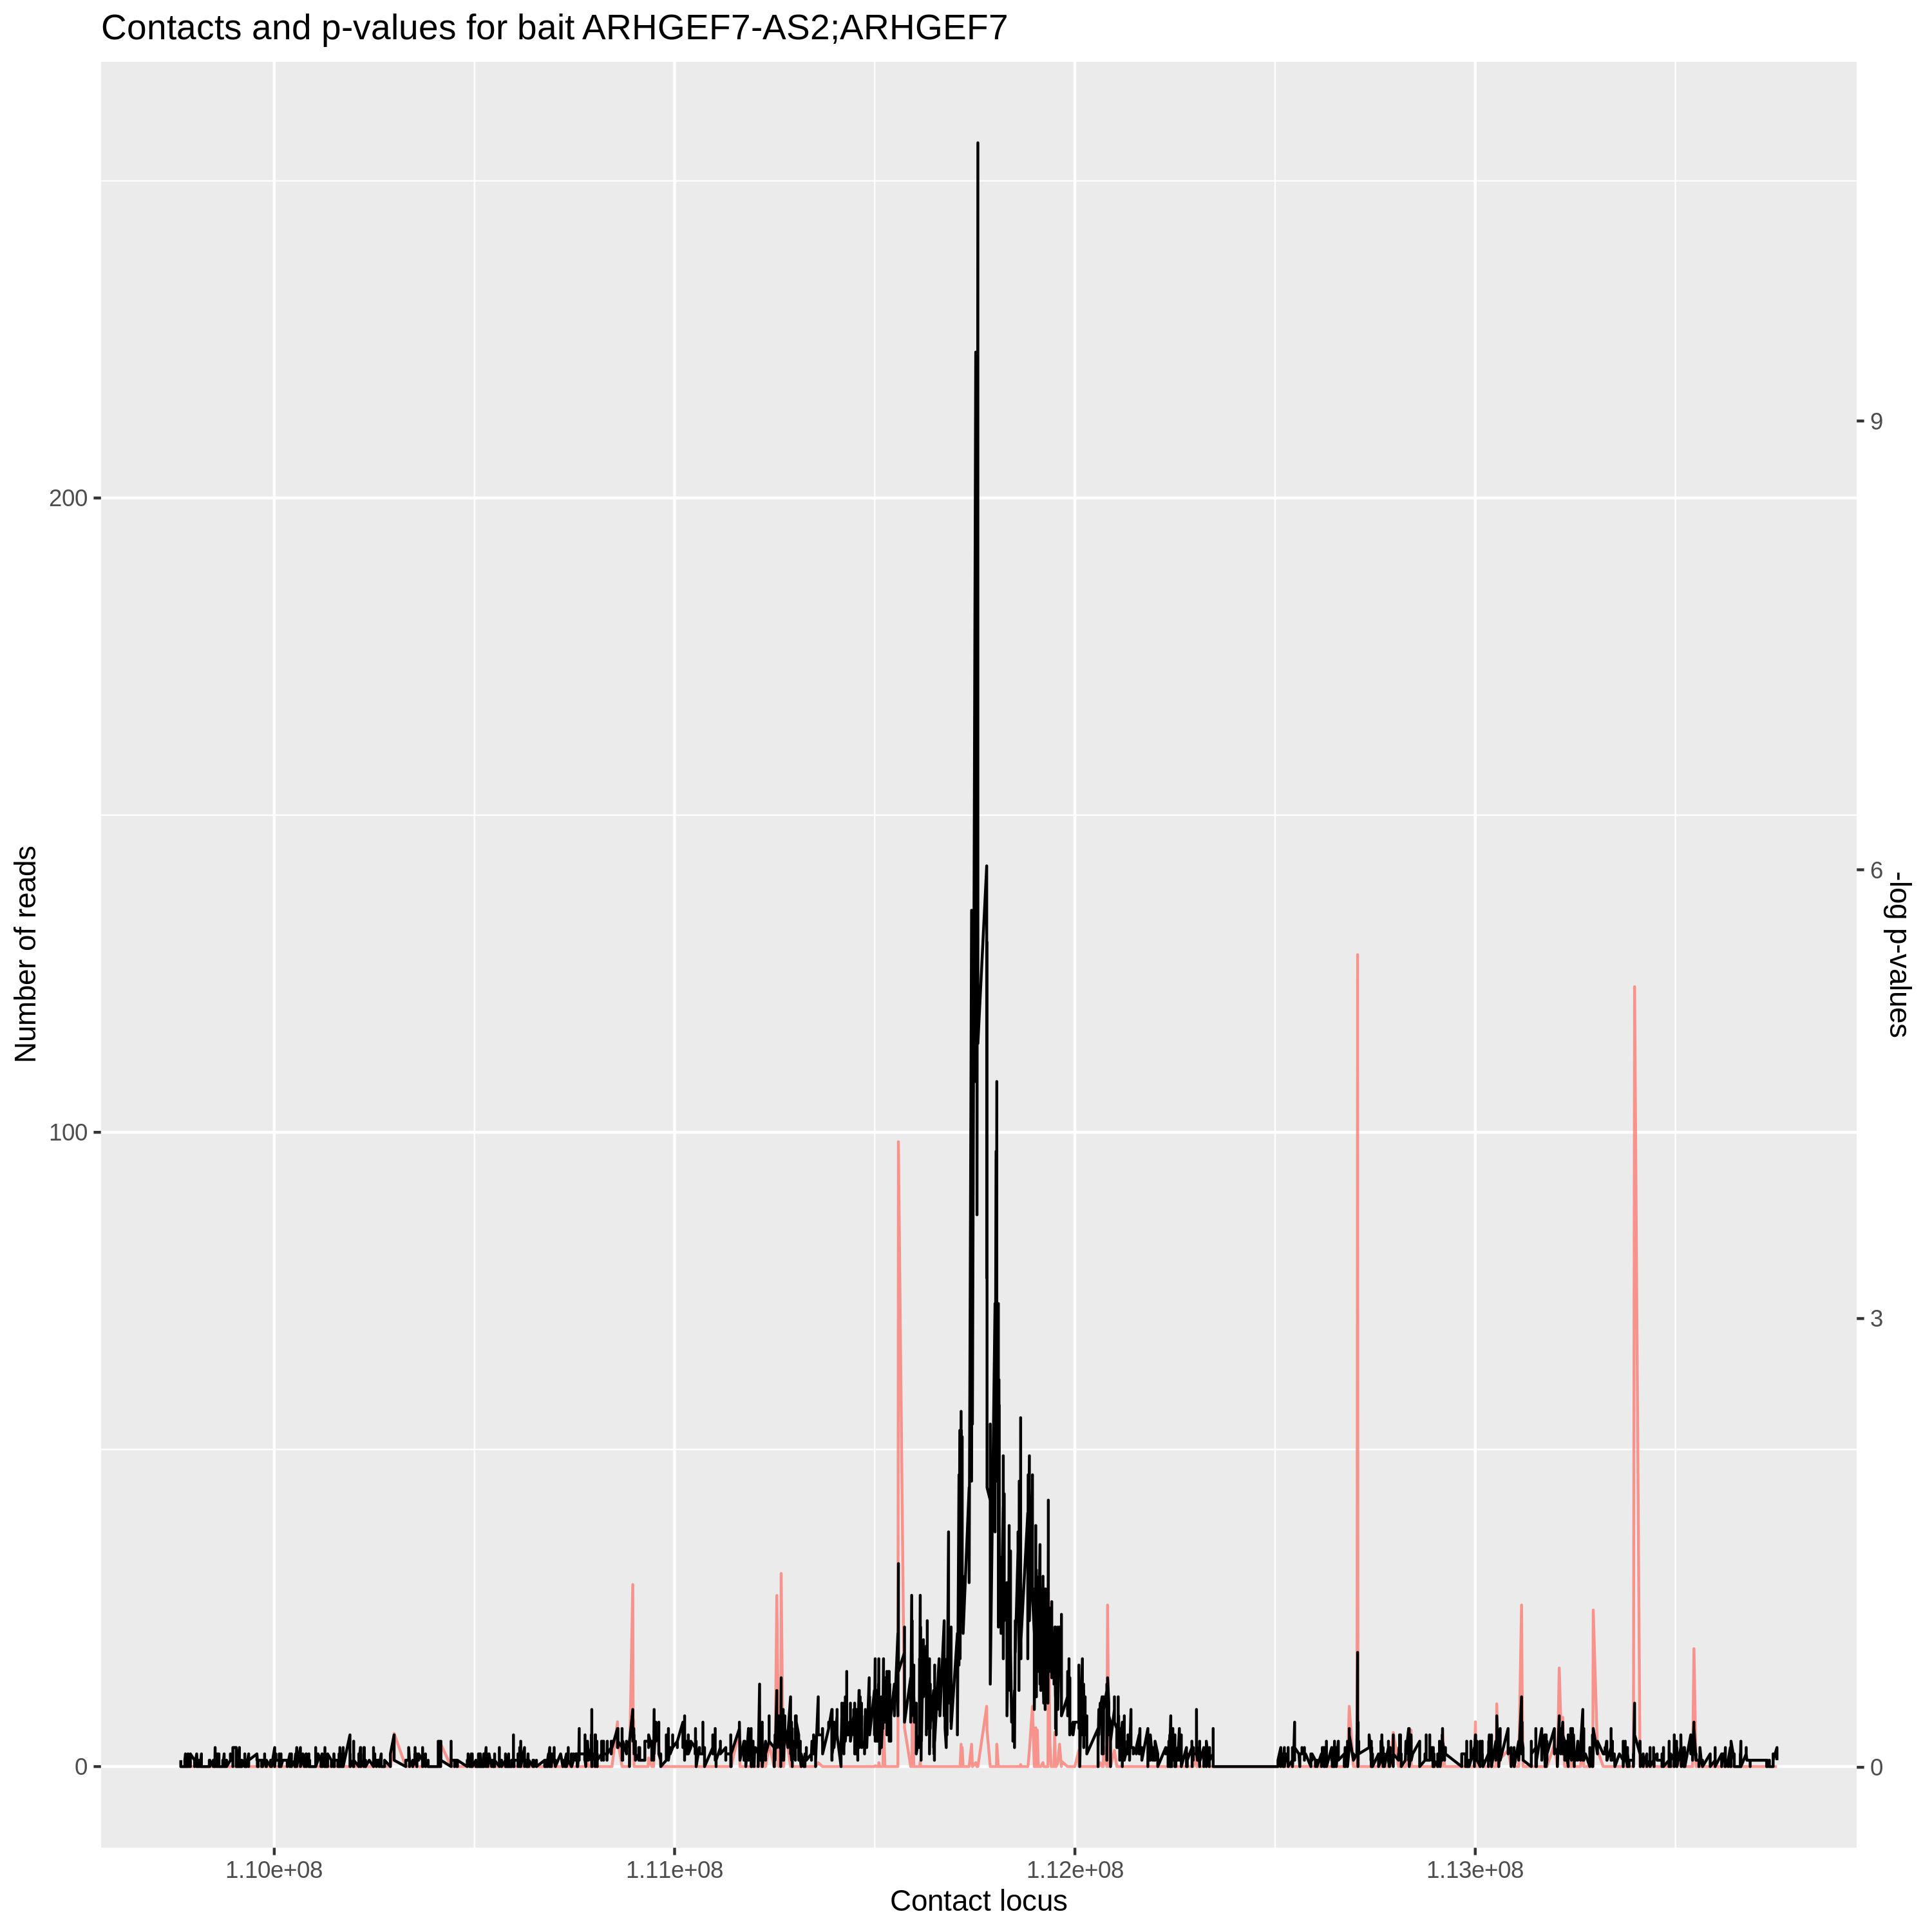 Contacts and p-values for bait ARHGEF7-AS2;ARHGEF7
Number of reads
200
100
0
9
6
3
0
-log p-values
1.10e+08
1.11e+08
1.12e+08
1.13e+08
Contact locus